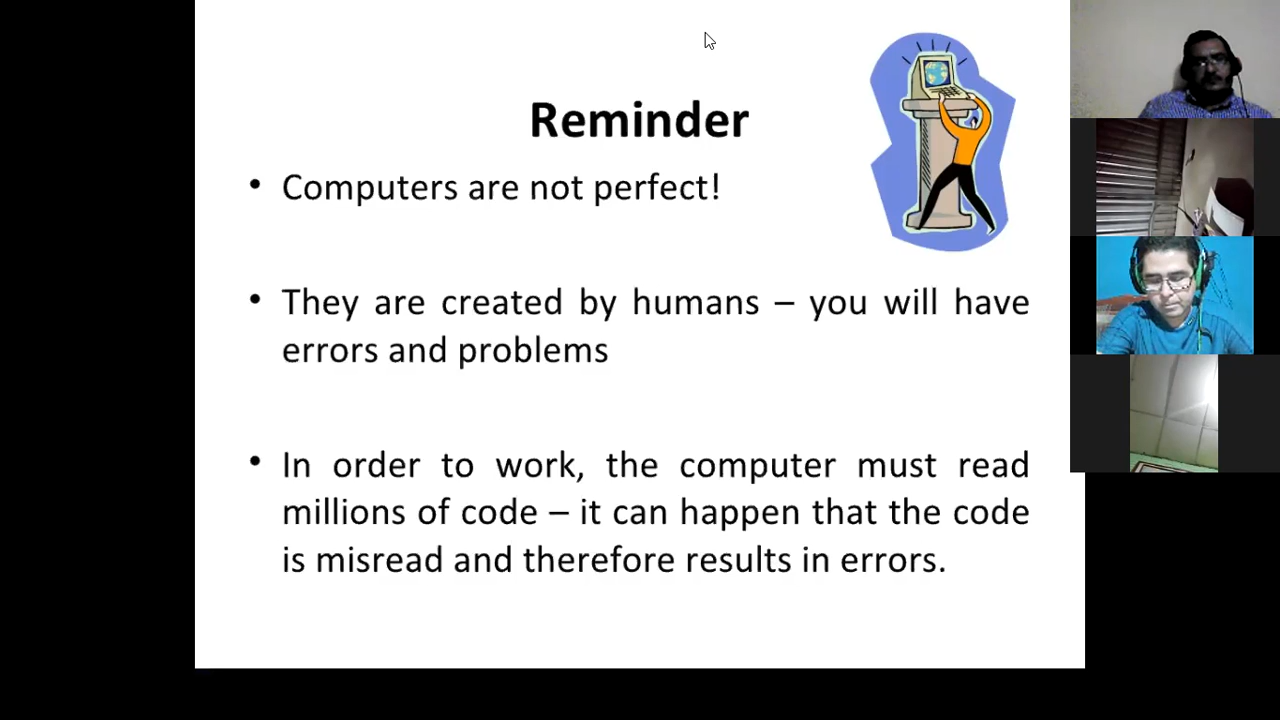 Reminder
• Computers are not perfect!
• They are created by humans – you will have
errors and problems
• In order to work, the computer must read
millions of code – it can happen that the code
is misread and therefore results in errors.